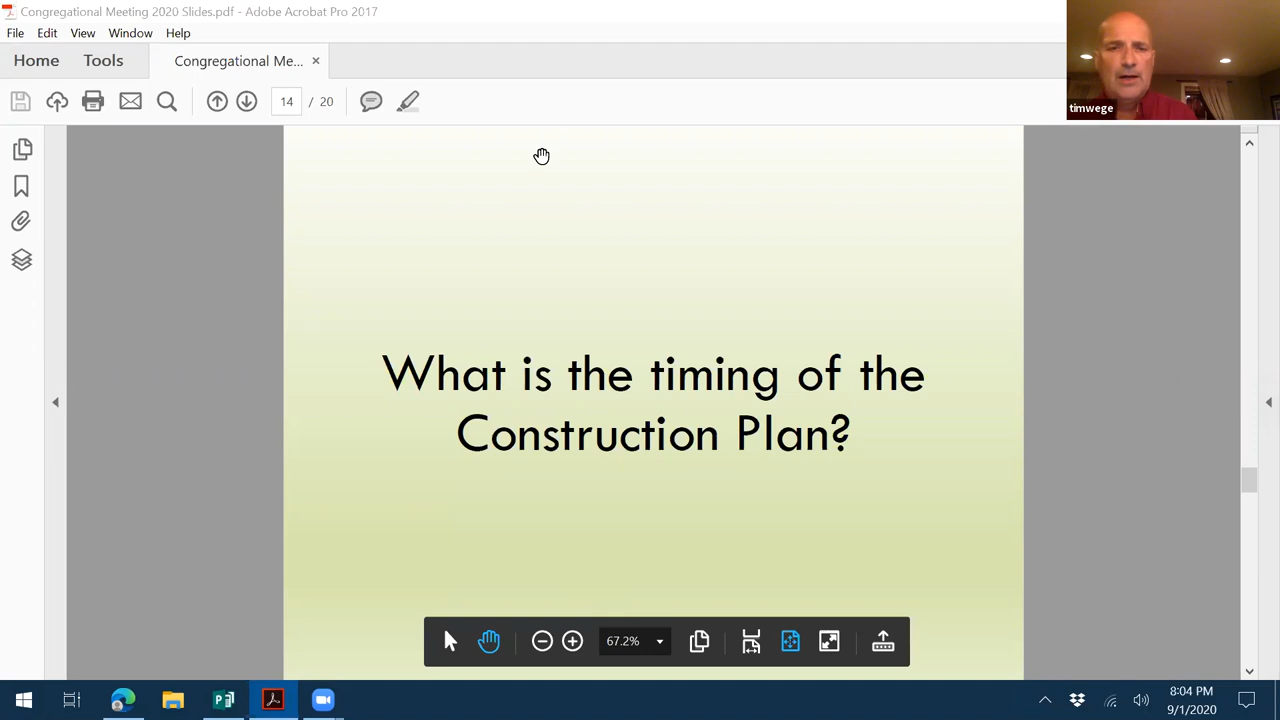 Congregational Meeting 2020 Slides.pdf - Adobe Acrobat Pro 2017
File Edit View Window Help
Home Tools Congregational Me... ×
14 / 20
timwege
What is the timing of the
Construction Plan?
67.2%
8:04 PM
9/1/2020